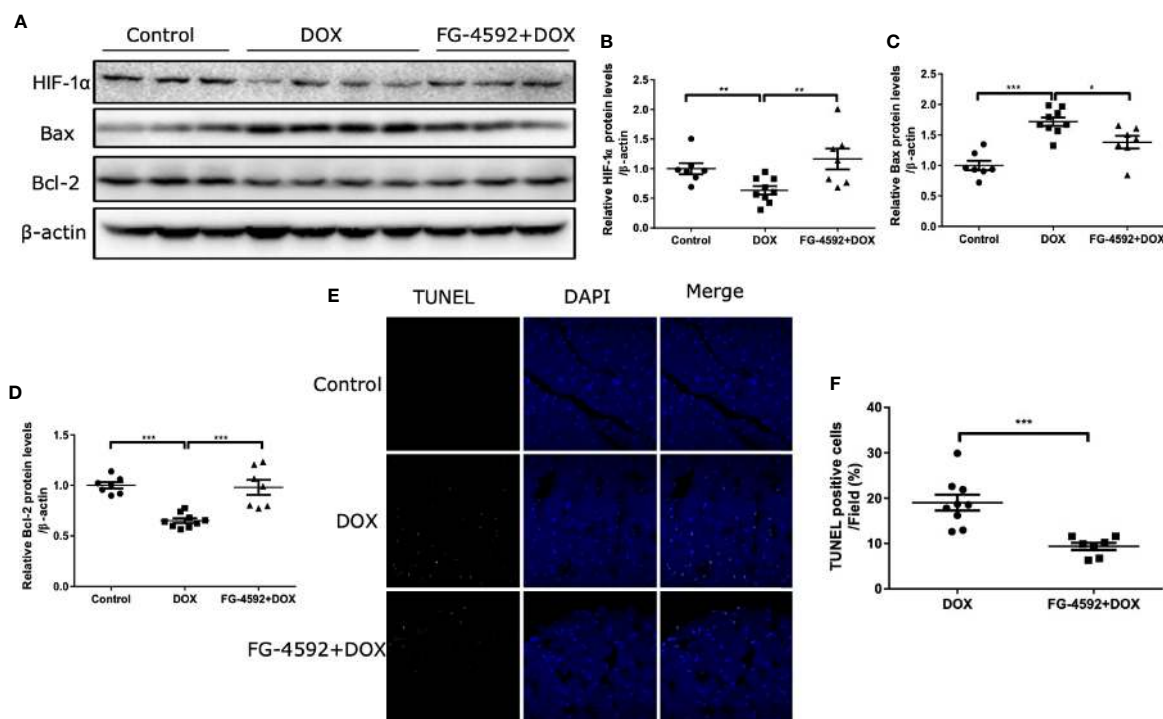 A
Control DOX FG-4592+DOX
HIF-1α
Bax
Bcl-2
β-actin
B
Relative HIF-1α protein levels
/β-actin
2.5
2.0
1.5
1.0
0.5
0.0
** **
Control DOX FG-4592+DOX
C
Relative Bax protein levels
/β-actin
2.5
2.0
1.5
1.0
0.5
0.0
*** *
Control DOX FG-4592+DOX
D
Relative Bcl-2 protein levels
/β-actin
1.5
1.0
0.5
0.0
*** ***
Control DOX FG-4592+DOX
E
TUNEL DAPI Merge
Control
DOX
FG-4592+DOX
F
TUNEL positive cells
/Field (%)
40
30
20
10
0
***
DOX FG-4592+DOX